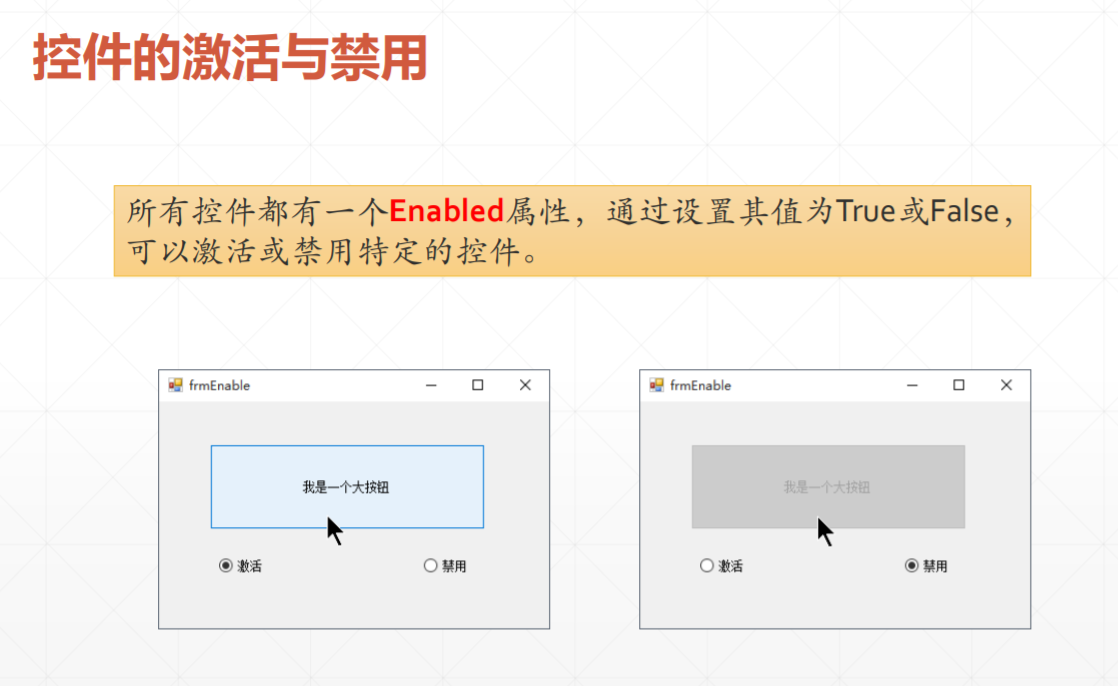 控件的激活与禁用
所有控件都有一个Enabled属性，通过设置其值为True或False，
可以激活或禁用特定的控件。
frmEnable
我是一个大按钮
激活 禁用
frmEnable
我是一个大按钮
激活 禁用